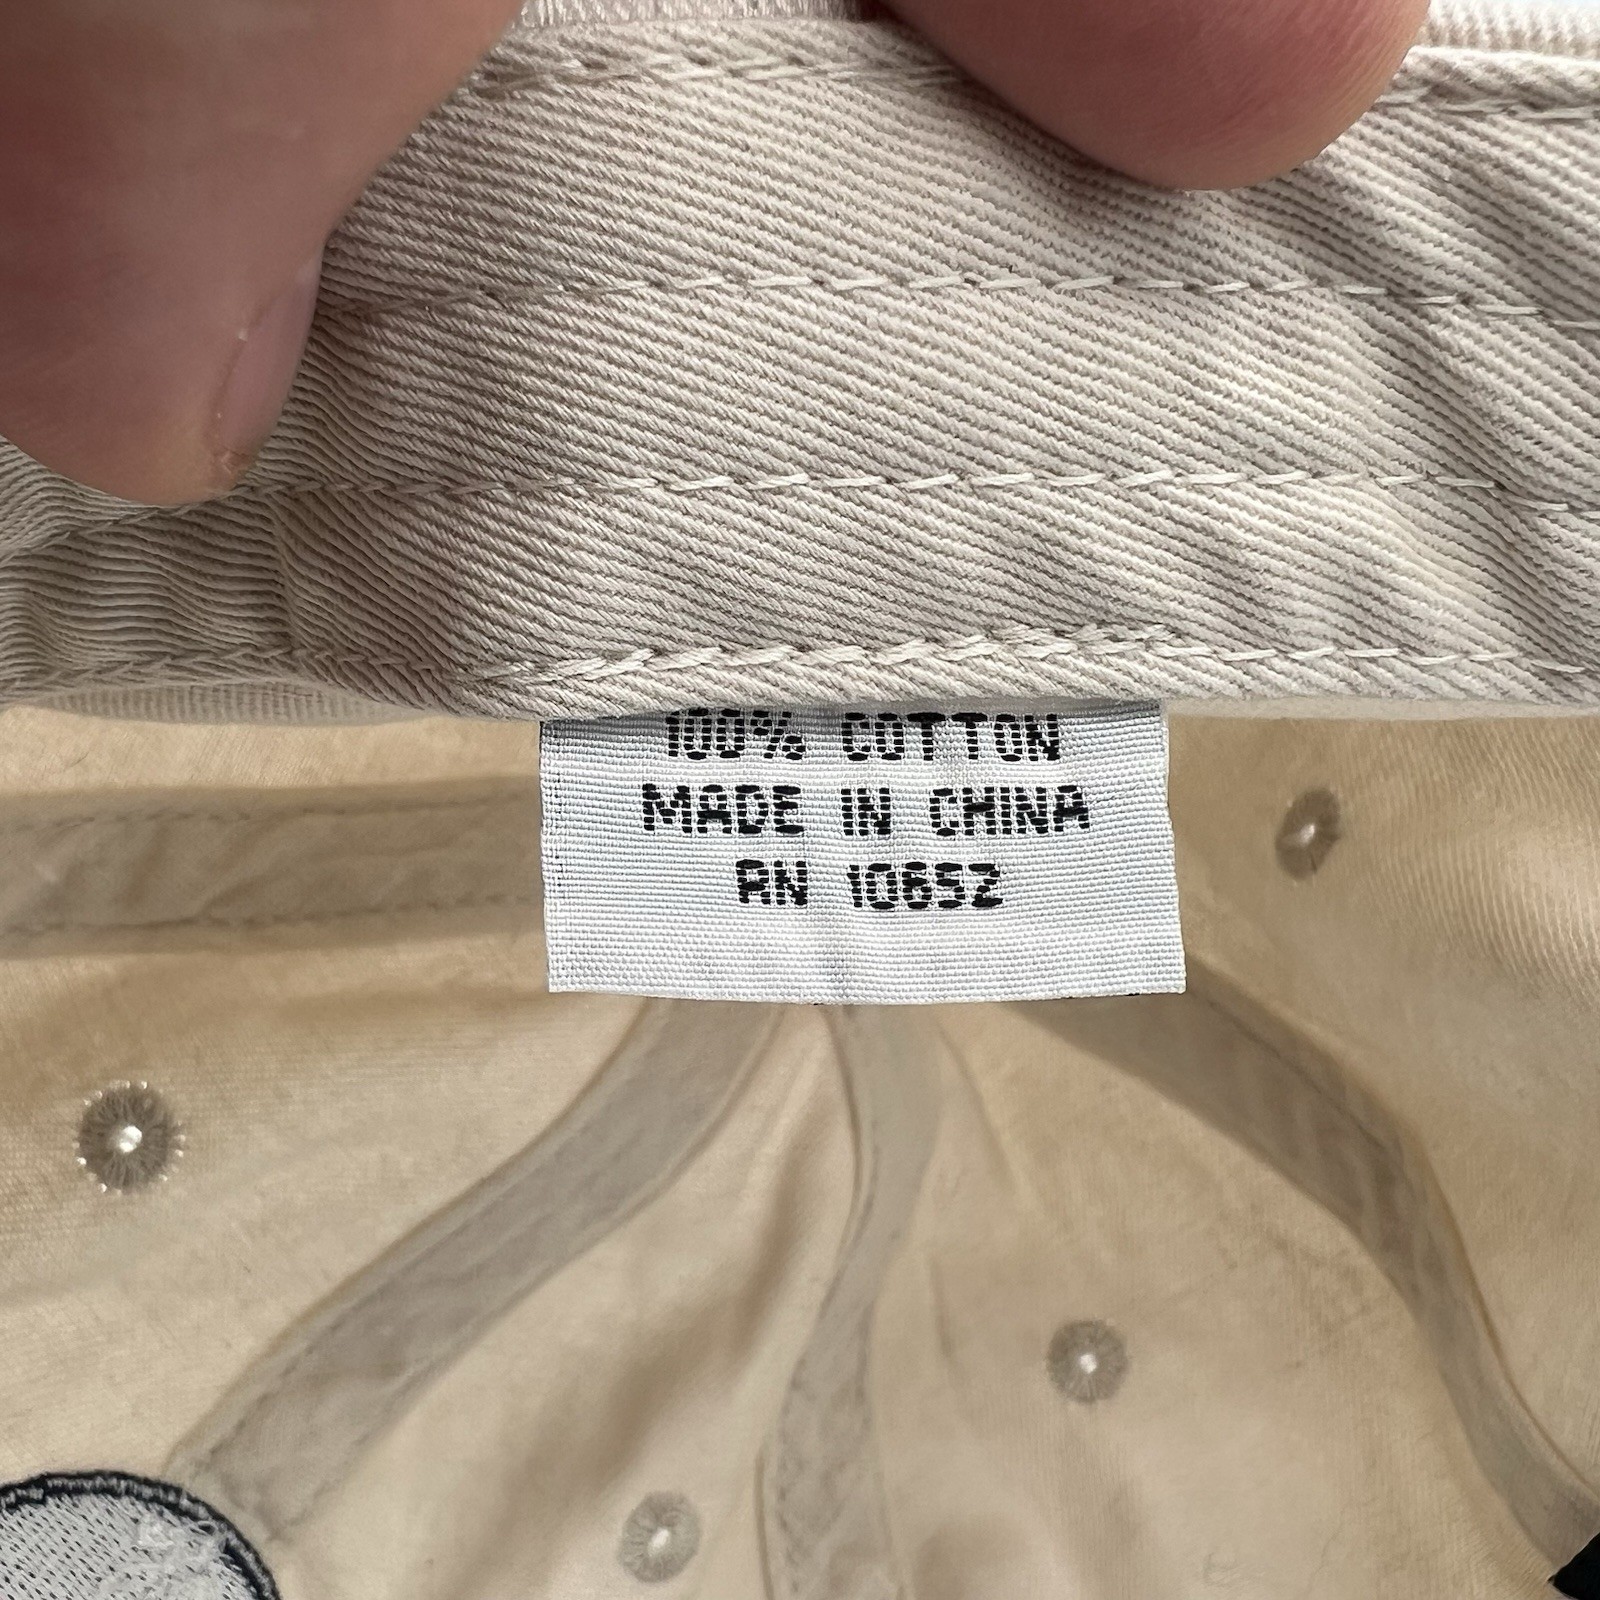 100% COTTON
MADE IN CHINA
RN 10652